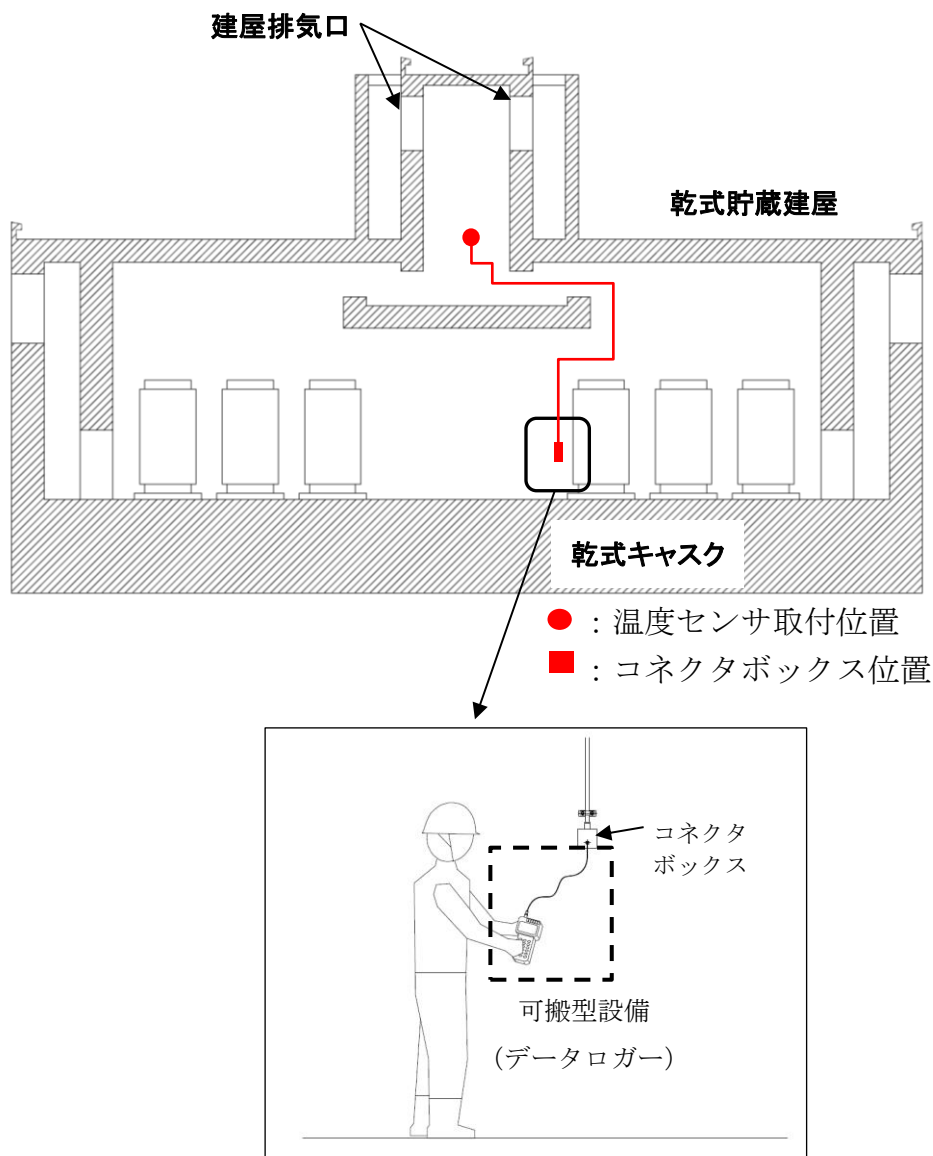 建屋排気口
乾式貯蔵建屋
乾式キャスク
● : 温度センサ取付位置
■ : コネクタボックス位置
コネクタ
ボックス
可搬型設備
(データロガー)